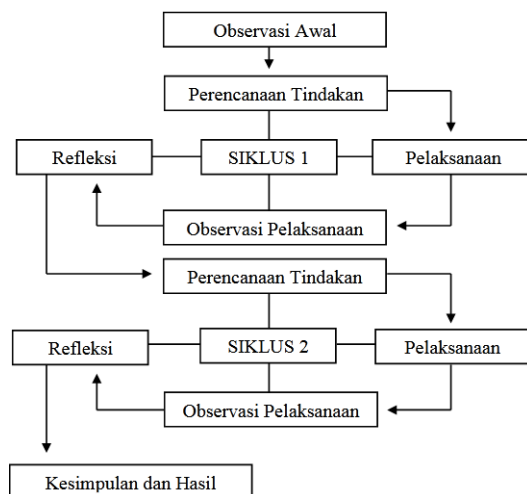 Observasi Awal
Perencanaan Tindakan
Refleksi
SIKLUS 1
Pelaksanaan
Observasi Pelaksanaan
Perencanaan Tindakan
Refleksi
SIKLUS 2
Pelaksanaan
Observasi Pelaksanaan
Kesimpulan dan Hasil